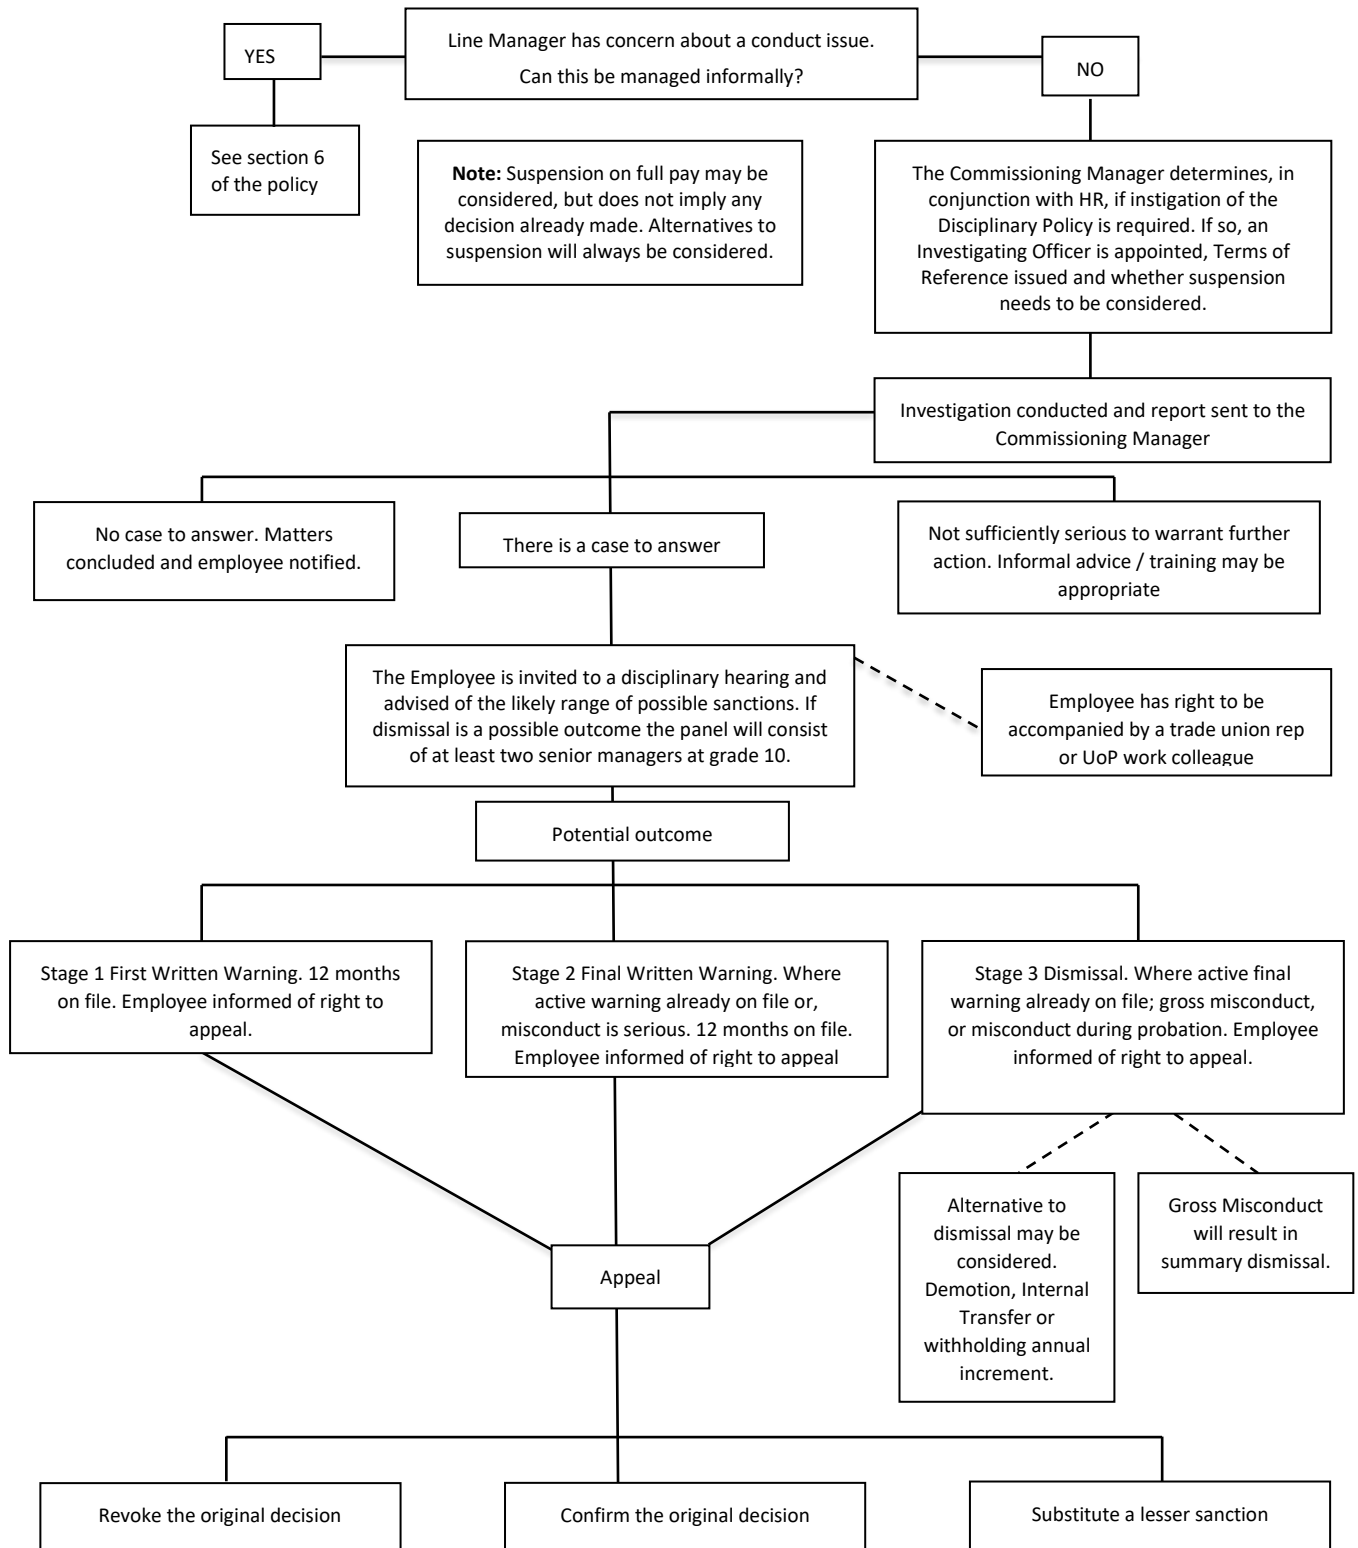 YES
Line Manager has concern about a conduct issue.
Can this be managed informally?
NO
See section 6
of the policy
Note: Suspension on full pay may be
considered, but does not imply any
decision already made. Alternatives to
suspension will always be considered.
The Commissioning Manager determines, in
conjunction with HR, if instigation of the
Disciplinary Policy is required. If so, an
Investigating Officer is appointed, Terms of
Reference issued and whether suspension
needs to be considered.
Investigation conducted and report sent to the
Commissioning Manager
No case to answer. Matters
concluded and employee notified.
There is a case to answer
Not sufficiently serious to warrant further
action. Informal advice / training may be
appropriate
The Employee is invited to a disciplinary hearing and
advised of the likely range of possible sanctions. If
dismissal is a possible outcome the panel will consist
of at least two senior managers at grade 10.
Employee has right to be
accompanied by a trade union rep
or UoP work colleague
Potential outcome
Stage 1 First Written Warning. 12 months
on file. Employee informed of right to
appeal.
Stage 2 Final Written Warning. Where
active warning already on file or,
misconduct is serious. 12 months on file.
Employee informed of right to appeal
Stage 3 Dismissal. Where active final
warning already on file; gross misconduct,
or misconduct during probation. Employee
informed of right to appeal.
Alternative to
dismissal may be
considered.
Demotion, Internal
Transfer or
withholding annual
increment.
Gross Misconduct
will result in
summary dismissal.
Appeal
Revoke the original decision
Confirm the original decision
Substitute a lesser sanction